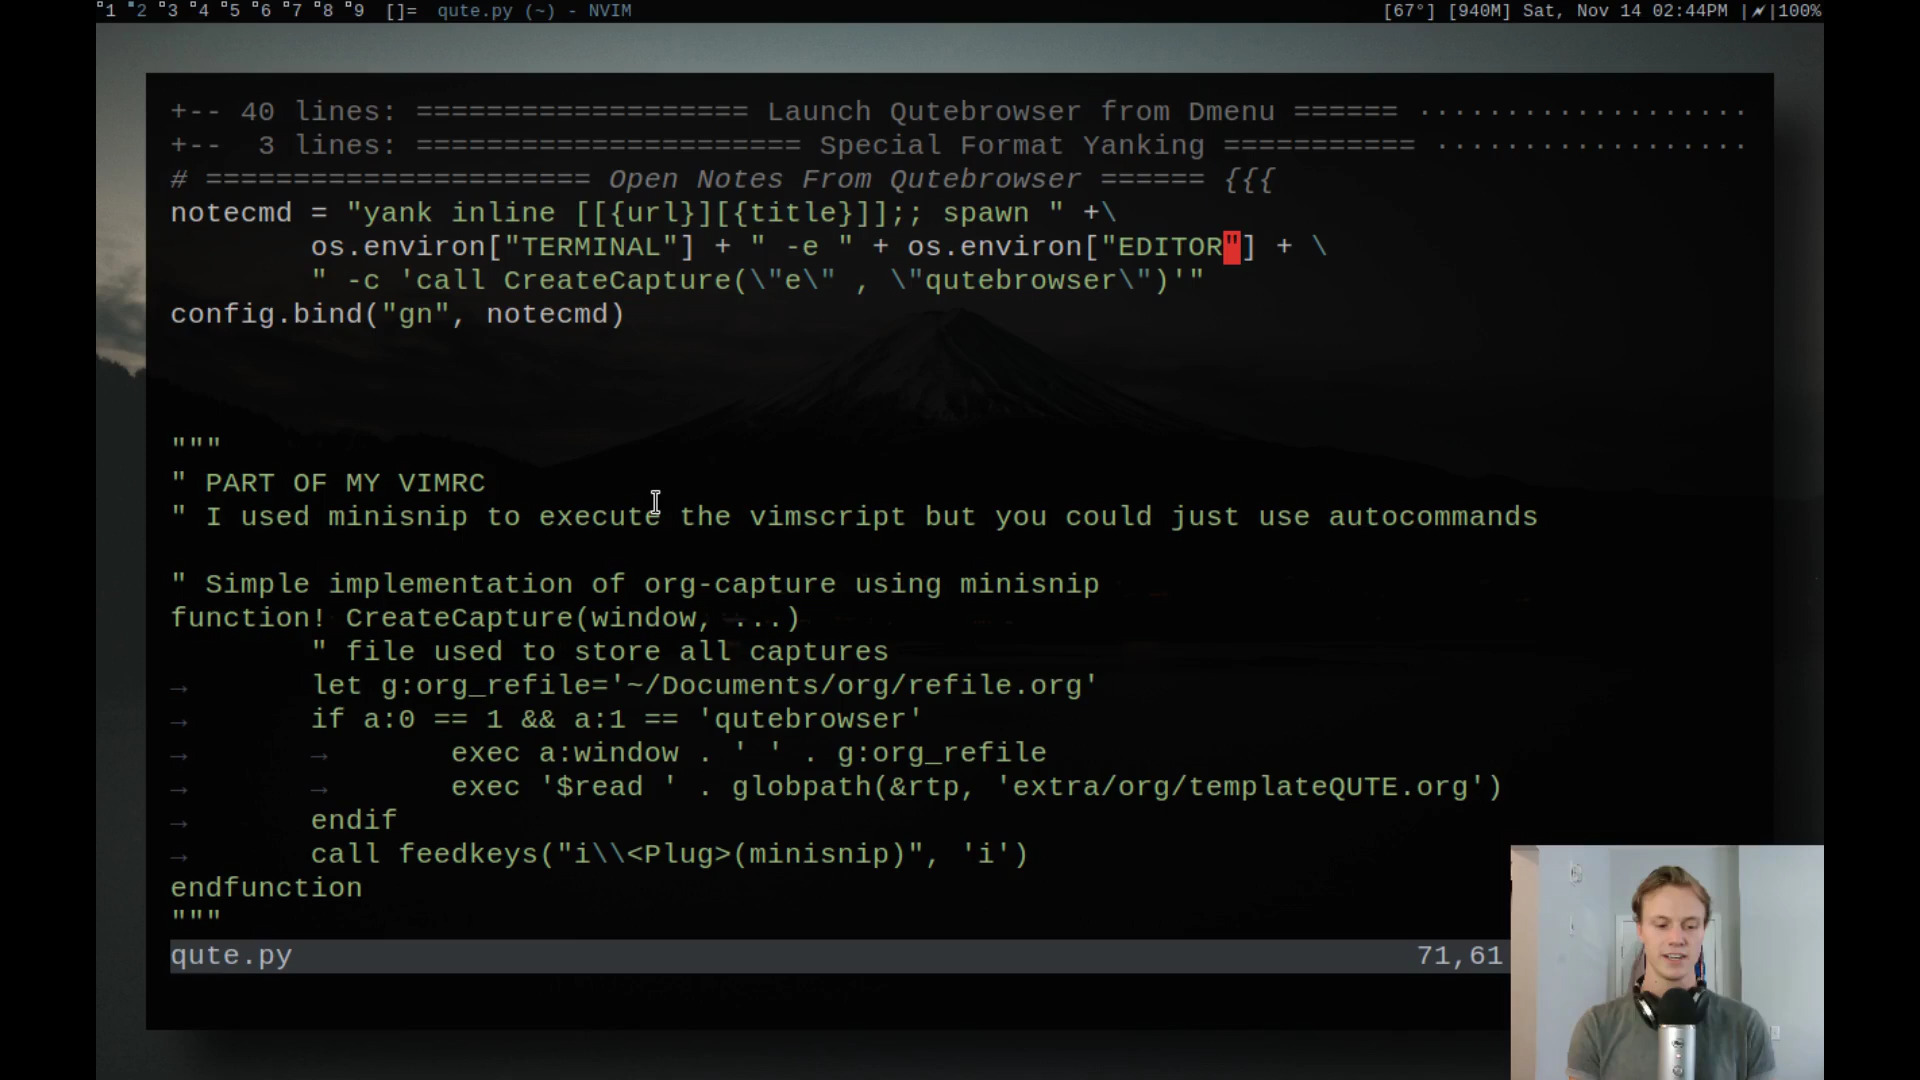 1 2 3 4 5 6 7 8 9 []= qute.py (~) - NVIM [67°] [940M] Sat, Nov 14 02:44PM | |100%
+-- 40 lines: =================== Launch Qutebrowser from Dmenu ====== ···················
+--  3 lines: ====================== Special Format Yanking =========== ··················
# ====================== Open Notes From Qutebrowser ====== {{{
notecmd = "yank inline [[{url}][{title}]];; spawn " +\
        os.environ["TERMINAL"] + " -e " + os.environ["EDITOR"] + \
        " -c 'call CreateCapture(\"e\" , \"qutebrowser\")'"
config.bind("gn", notecmd)
"""
" PART OF MY VIMRC
" I used minisnip to execute the vimscript but you could just use autocommands
" Simple implementation of org-capture using minisnip
function! CreateCapture(window, ...)
        " file used to store all captures
→       let g:org_refile='~/Documents/org/refile.org'
→       if a:0 == 1 && a:1 == 'qutebrowser'
→       →       exec a:window . ' ' . g:org_refile
→       →       exec '$read ' . globpath(&rtp, 'extra/org/templateQUTE.org')
→       endif
→       call feedkeys("i\\<Plug>(minisnip)", 'i')
endfunction
"""
qute.py 71,61